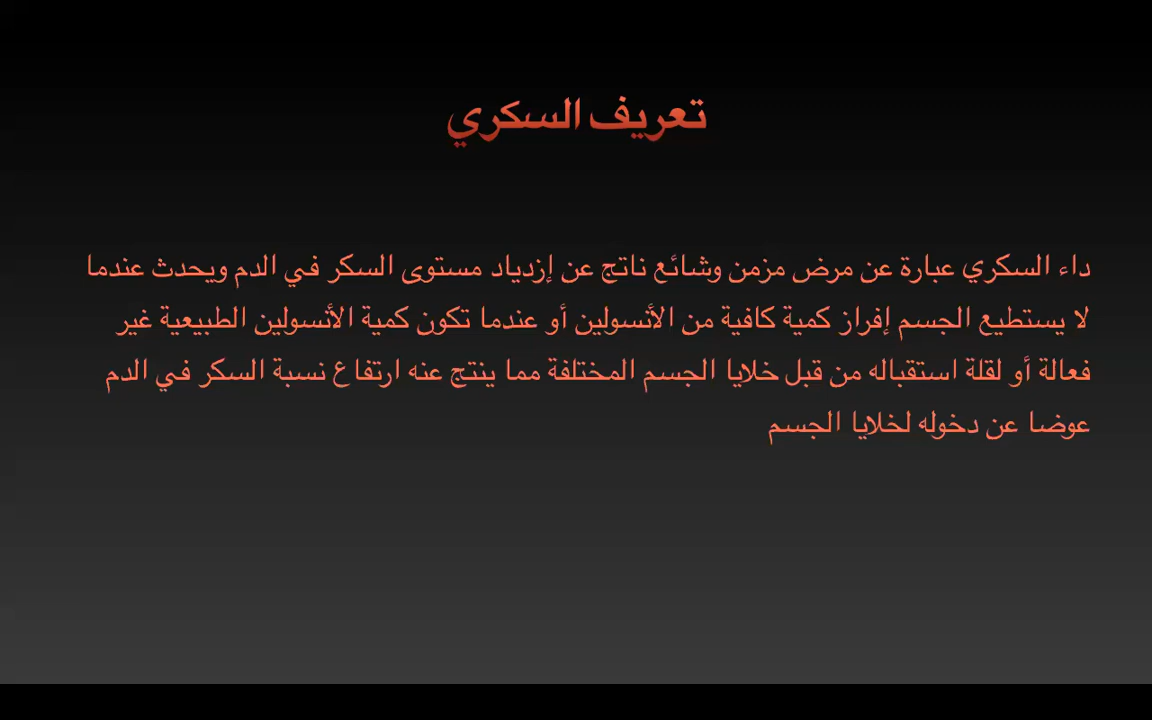 تعريف السكري
داء السكري عبارة عن مرض مزمن وشائع ناتج عن إزدياد مستوى السكر في الدم ويحدث عندما
لا يستطيع الجسم إفراز كمية كافية من الأنسولين أو عندما تكون كمية الأنسولين الطبيعية غير
فعالة أو لقلة استقباله من قبل خلايا الجسم المختلفة مما ينتج عنه ارتفاع نسبة السكر في الدم
عوضا عن دخوله لخلايا الجسم